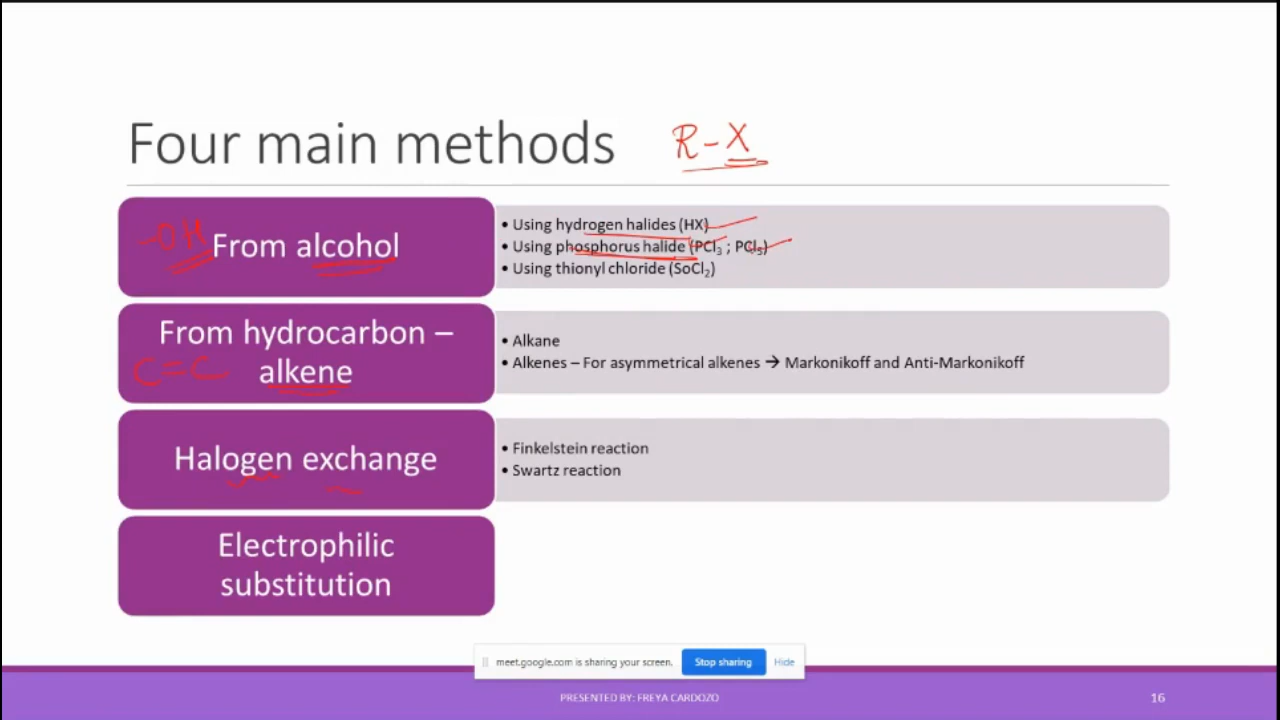 Four main methods R-X
-OH From alcohol
• Using hydrogen halides (HX)
• Using phosphorus halide (PCl₃ ; PCl₅)
• Using thionyl chloride (SoCl₂)
From hydrocarbon –
C=C alkene
• Alkane
• Alkenes – For asymmetrical alkenes → Markonikoff and Anti-Markonikoff
Halogen exchange
• Finkelstein reaction
• Swartz reaction
Electrophilic
substitution
meet.google.com is sharing your screen. Stop sharing Hide
PRESENTED BY: FREYA CARDOZO 16